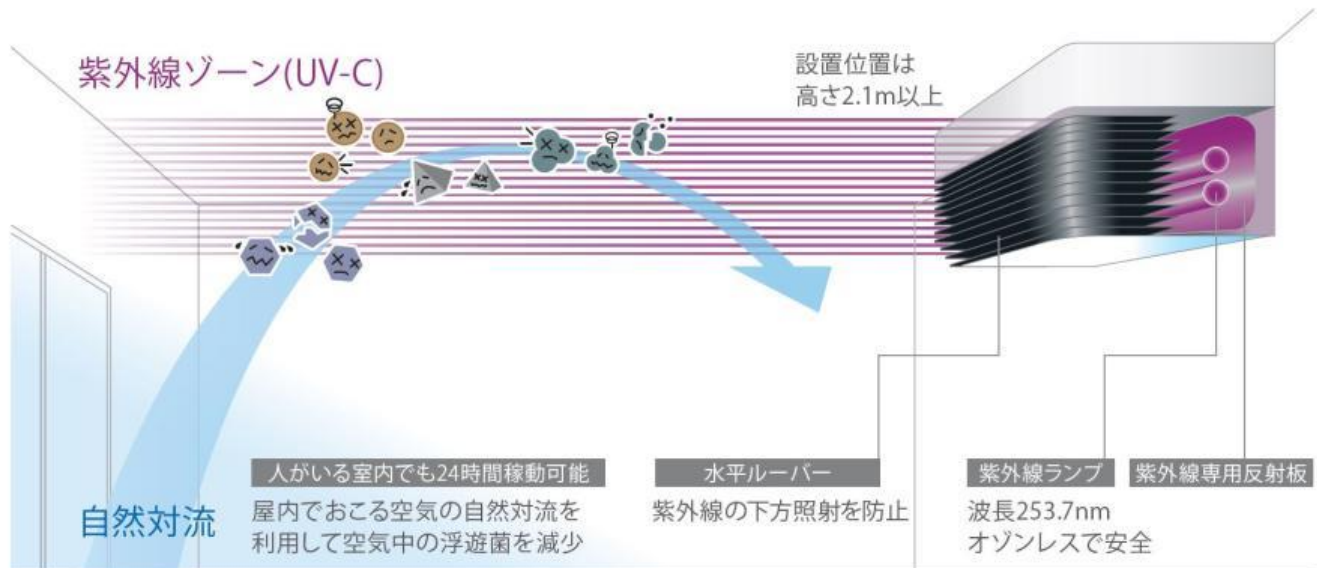 紫外線ゾーン(UV-C)
設置位置は
高さ2.1m以上
人がいる室内でも24時間稼動可能
水平ルーバー
紫外線ランプ
紫外線専用反射板
自然対流
屋内でおこる空気の自然対流を
利用して空気中の浮遊菌を減少
紫外線の下方照射を防止
波長253.7nm
オゾンレスで安全